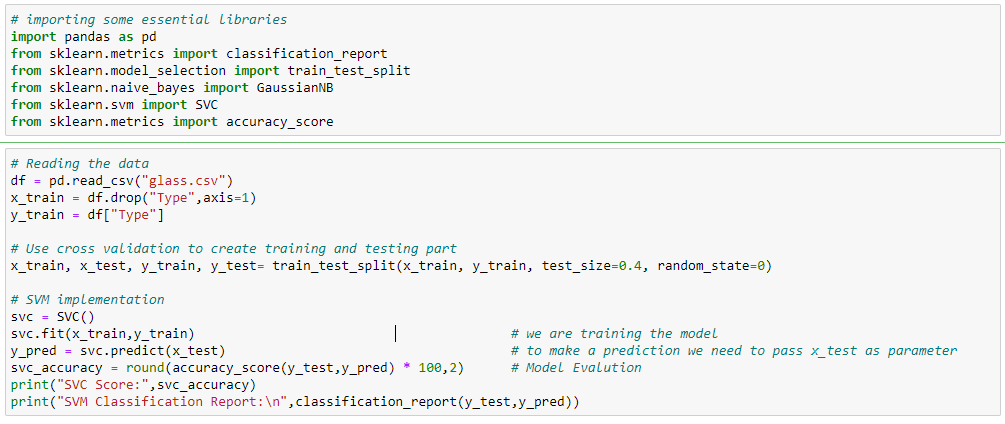 # importing some essential libraries
import pandas as pd
from sklearn.metrics import classification_report
from sklearn.model_selection import train_test_split
from sklearn.naive_bayes import GaussianNB
from sklearn.svm import SVC
from sklearn.metrics import accuracy_score
# Reading the data
df = pd.read_csv("glass.csv")
x_train = df.drop("Type",axis=1)
y_train = df["Type"]
# Use cross validation to create training and testing part
x_train, x_test, y_train, y_test= train_test_split(x_train, y_train, test_size=0.4, random_state=0)
# SVM implementation
svc = SVC()
svc.fit(x_train,y_train) # we are training the model
y_pred = svc.predict(x_test) # to make a prediction we need to pass x_test as parameter
svc_accuracy = round(accuracy_score(y_test,y_pred) * 100,2) # Model Evalution
print("SVC Score:",svc_accuracy)
print("SVM Classification Report:\n",classification_report(y_test,y_pred))